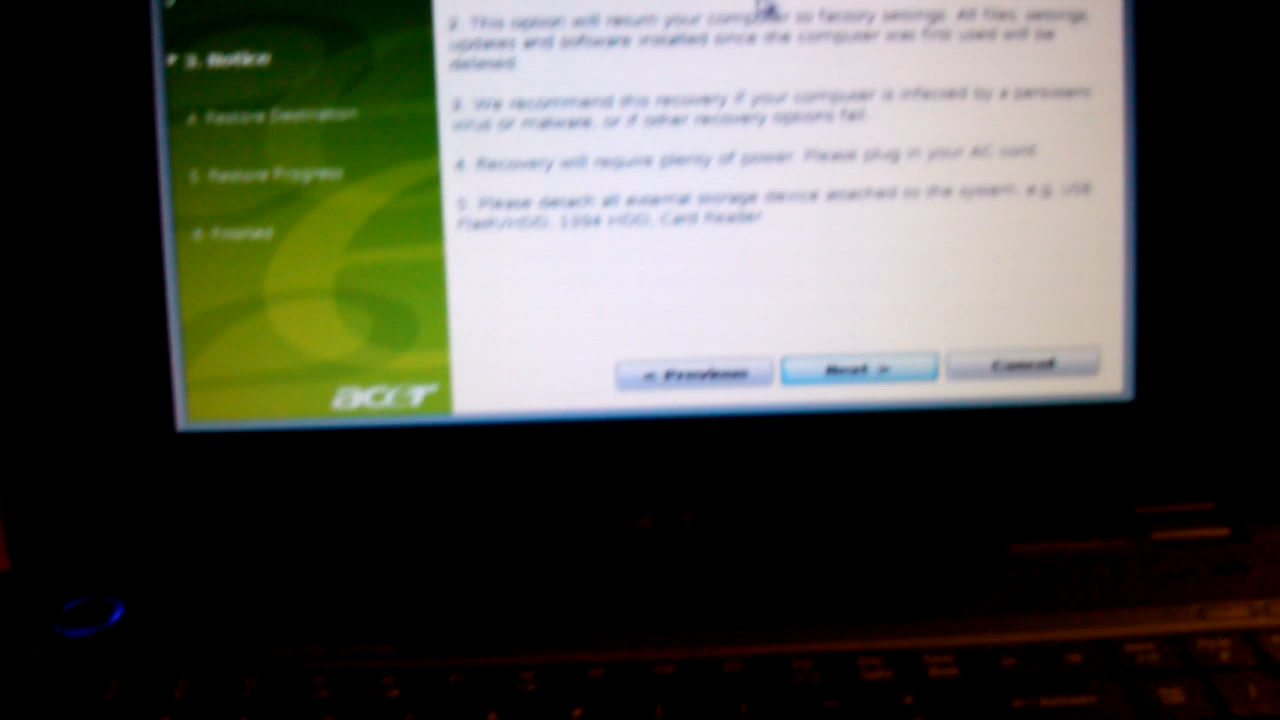 2. This option will return your computer to factory settings. All files, settings,
updates and software installed since the computer was first used will be
deleted.
3. Notice
3. We recommend this recovery if your computer is infected by a persistent
virus or malware, or if other recovery options fail.
4. Restore Destination
4. Recovery will require plenty of power. Please plug in your AC cord.
5. Restore Progress
5. Please detach all external storage device attached to the system, e.g. USB
Flash/HDD, 1394 HDD, Card Reader
6. Finished
< Previous
Next >
Cancel
acer
acer